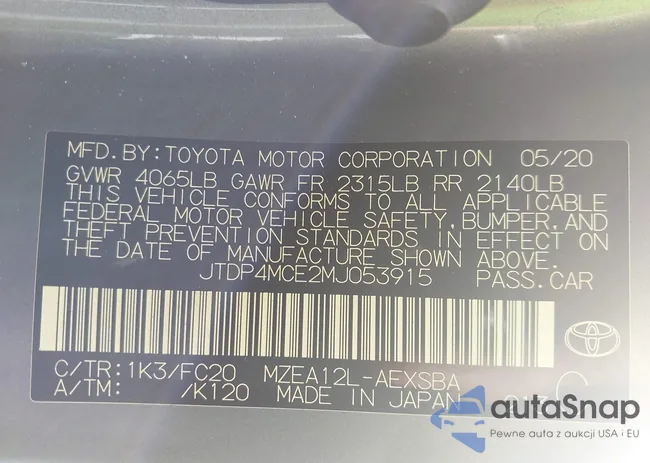 MFD.BY:TOYOTA MOTOR CORPORATION 05/20
GVWR 4065LB GAWR FR 2315LB RR 2140LB
THIS VEHICLE CONFORMS TO ALL APPLICABLE
FEDERAL MOTOR VEHICLE SAFETY,BUMPER,AND
THEFT PREVENTION STANDARDS IN EFFECT ON
THE DATE OF MANUFACTURE SHOWN ABOVE.
JTDP4MCE2MJ053915 PASS.CAR
C/TR:1K3/FC20 MZEA12L-AEXSBA C
A/TM: /K120 MADE IN JAPAN
autaSnap
Pewne auta z aukcji USA i EU